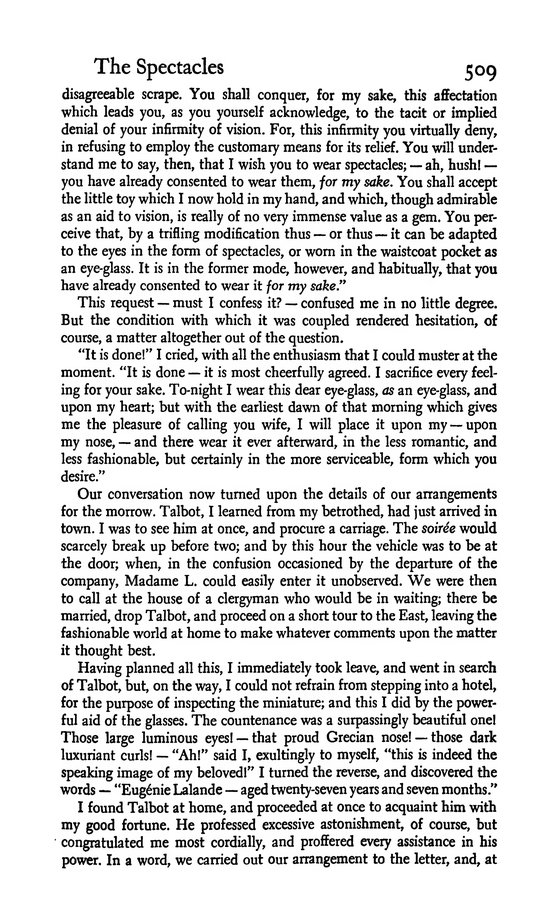 The Spectacles 509
disagreeable scrape. You shall conquer, for my sake, this affectation
which leads you, as you yourself acknowledge, to the tacit or implied
denial of your infirmity of vision. For, this infirmity you virtually deny,
in refusing to employ the customary means for its relief. You will under-
stand me to say, then, that I wish you to wear spectacles; — ah, hush! —
you have already consented to wear them, for my sake. You shall accept
the little toy which I now hold in my hand, and which, though admirable
as an aid to vision, is really of no very immense value as a gem. You per-
ceive that, by a trifling modification thus — or thus — it can be adapted
to the eyes in the form of spectacles, or worn in the waistcoat pocket as
an eye-glass. It is in the former mode, however, and habitually, that you
have already consented to wear it for my sake.”
This request — must I confess it? — confused me in no little degree.
But the condition with which it was coupled rendered hesitation, of
course, a matter altogether out of the question.
“It is done!” I cried, with all the enthusiasm that I could muster at the
moment. “It is done — it is most cheerfully agreed. I sacrifice every feel-
ing for your sake. To-night I wear this dear eye-glass, as an eye-glass, and
upon my heart; but with the earliest dawn of that morning which gives
me the pleasure of calling you wife, I will place it upon my — upon
my nose, — and there wear it ever afterward, in the less romantic, and
less fashionable, but certainly in the more serviceable, form which you
desire.”
Our conversation now turned upon the details of our arrangements
for the morrow. Talbot, I learned from my betrothed, had just arrived in
town. I was to see him at once, and procure a carriage. The soirée would
scarcely break up before two; and by this hour the vehicle was to be at
the door; when, in the confusion occasioned by the departure of the
company, Madame L. could easily enter it unobserved. We were then
to call at the house of a clergyman who would be in waiting; there be
married, drop Talbot, and proceed on a short tour to the East, leaving the
fashionable world at home to make whatever comments upon the matter
it thought best.
Having planned all this, I immediately took leave, and went in search
of Talbot, but, on the way, I could not refrain from stepping into a hotel,
for the purpose of inspecting the miniature; and this I did by the power-
ful aid of the glasses. The countenance was a surpassingly beautiful one!
Those large luminous eyes! — that proud Grecian nose! — those dark
luxuriant curls! — “Ah!” said I, exultingly to myself, “this is indeed the
speaking image of my beloved!” I turned the reverse, and discovered the
words — “Eugénie Lalande — aged twenty-seven years and seven months.”
I found Talbot at home, and proceeded at once to acquaint him with
my good fortune. He professed excessive astonishment, of course, but
congratulated me most cordially, and proffered every assistance in his
power. In a word, we carried out our arrangement to the letter, and, at